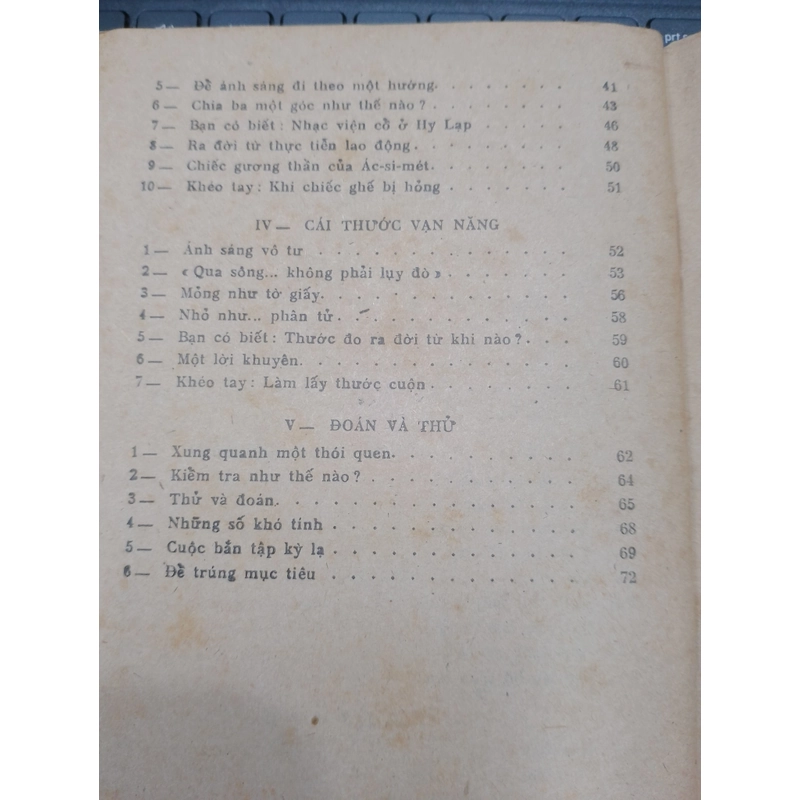 prt sc
5— Để ánh sáng đi theo một hướng. . . . . . . 41
6— Chia ba một góc như thế nào? . . . . . . . 43
7— Bạn có biết: Nhạc viện cổ ở Hy Lạp . . . . . 46
8— Ra đời từ thực tiễn lao động. . . . . . . . 48
9— Chiếc gương thần của Ác-si-mét. . . . . . . 50
10— Khéo tay: Khi chiếc ghế bị hỏng . . . . . . 51
IV— CÁI THƯỚC VẠN NĂNG
1— Ánh sáng vô tư . . . . . . . . . . . . 52
2— «Qua sông... không phải lụy đò» . . . . . . 53
3— Mỏng như tờ giấy. . . . . . . . . . . . 56
4— Nhỏ như... phân tử . . . . . . . . . . . 58
5— Bạn có biết: Thước đo ra đời từ khi nào? . . . 59
6— Một lời khuyên. . . . . . . . . . . . . 60
7— Khéo tay: Làm lấy thước cuộn . . . . . . . 61
V— ĐOÁN VÀ THỬ
1— Xung quanh một thói quen. . . . . . . . . 62
2— Kiểm tra như thế nào? . . . . . . . . . . 64
3— Thử và đoán. . . . . . . . . . . . . . 65
4— Những số khó tính . . . . . . . . . . . 68
5— Cuộc bắn tập kỳ lạ . . . . . . . . . . . 69
6— Để trúng mục tiêu . . . . . . . . . . . 72